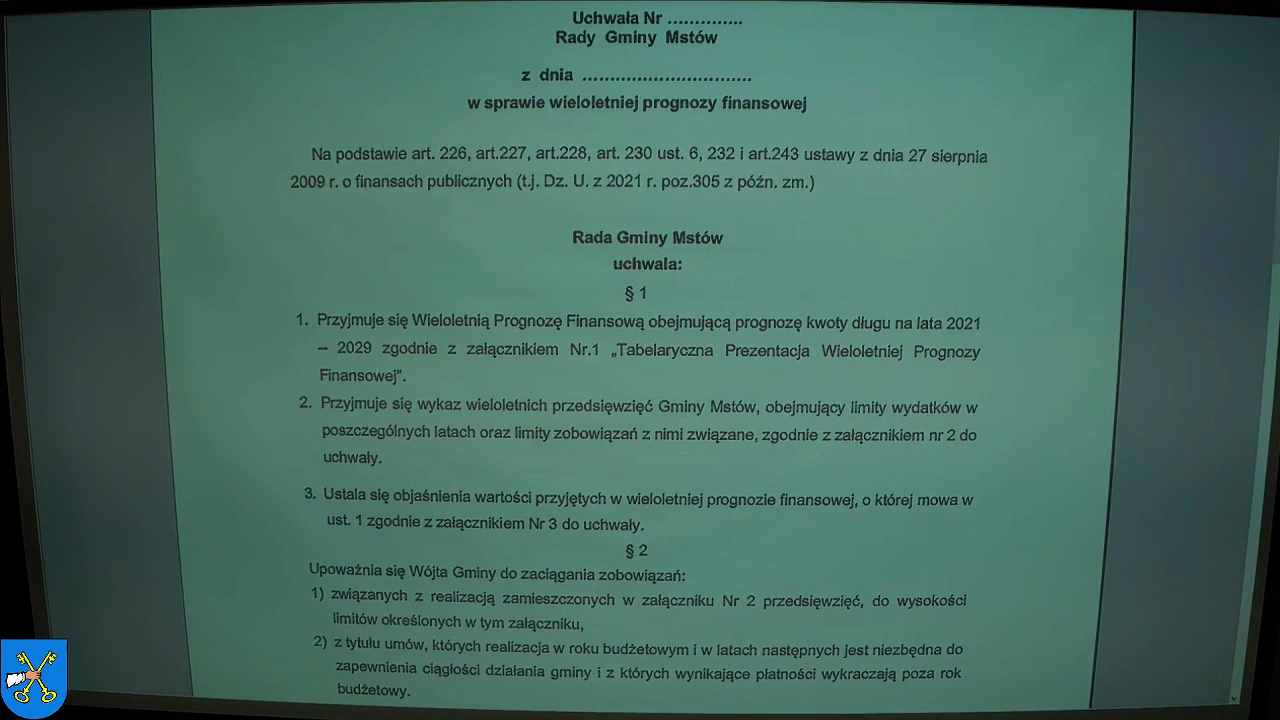 Uchwała Nr ..............
Rady Gminy Mstów
z dnia ...............................
w sprawie wieloletniej prognozy finansowej
Na podstawie art. 226, art.227, art.228, art. 230 ust. 6, 232 i art.243 ustawy z dnia 27 sierpnia
2009 r. o finansach publicznych (t.j. Dz. U. z 2021 r. poz.305 z późn. zm.)
Rada Gminy Mstów
uchwala:
§ 1
1. Przyjmuje się Wieloletnią Prognozę Finansową obejmującą prognozę kwoty długu na lata 2021
– 2029 zgodnie z załącznikiem Nr.1 „Tabelaryczna Prezentacja Wieloletniej Prognozy
Finansowej”.
2. Przyjmuje się wykaz wieloletnich przedsięwzięć Gminy Mstów, obejmujący limity wydatków w
poszczególnych latach oraz limity zobowiązań z nimi związane, zgodnie z załącznikiem nr 2 do
uchwały.
3. Ustala się objaśnienia wartości przyjętych w wieloletniej prognozie finansowej, o której mowa w
ust. 1 zgodnie z załącznikiem Nr 3 do uchwały.
§ 2
Upoważnia się Wójta Gminy do zaciągania zobowiązań:
1) związanych z realizacją zamieszczonych w załączniku Nr 2 przedsięwzięć, do wysokości
limitów określonych w tym załączniku,
2) z tytułu umów, których realizacja w roku budżetowym i w latach następnych jest niezbędna do
zapewnienia ciągłości działania gminy i z których wynikające płatności wykraczają poza rok
budżetowy.